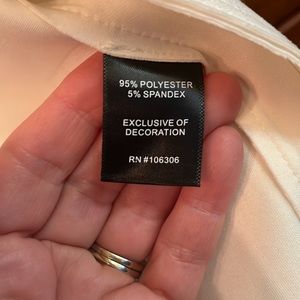 95% POLYESTER
5% SPANDEX
EXCLUSIVE OF
DECORATION
RN #106306